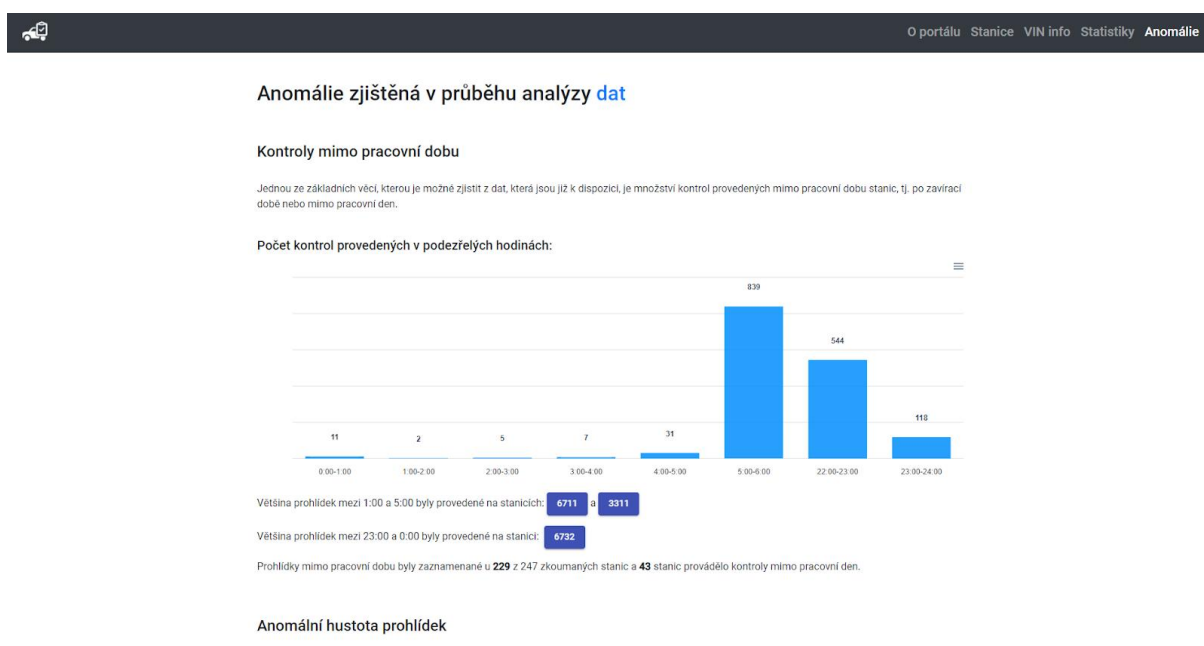 O portálu Stanice VIN info Statistiky Anomálie
Anomálie zjištěná v průběhu analýzy dat
Kontroly mimo pracovní dobu
Jednou ze základních věcí, kterou je možné zjistit z dat, která jsou již k dispozici, je množství kontrol provedených mimo pracovní dobu stanic, tj. po zavírací
době nebo mimo pracovní den.
Počet kontrol provedených v podezřelých hodinách:
839
544
118
11 2 5 7 31
0:00-1:00 1:00-2:00 2:00-3:00 3:00-4:00 4:00-5:00 5:00-6:00 22:00-23:00 23:00-24:00
Většina prohlídek mezi 1:00 a 5:00 byly provedené na stanicích: 6711 a 3311
Většina prohlídek mezi 23:00 a 0:00 byly provedené na stanici: 6732
Prohlídky mimo pracovní dobu byly zaznamenané u 229 z 247 zkoumaných stanic a 43 stanic provádělo kontroly mimo pracovní den.
Anomální hustota prohlídek